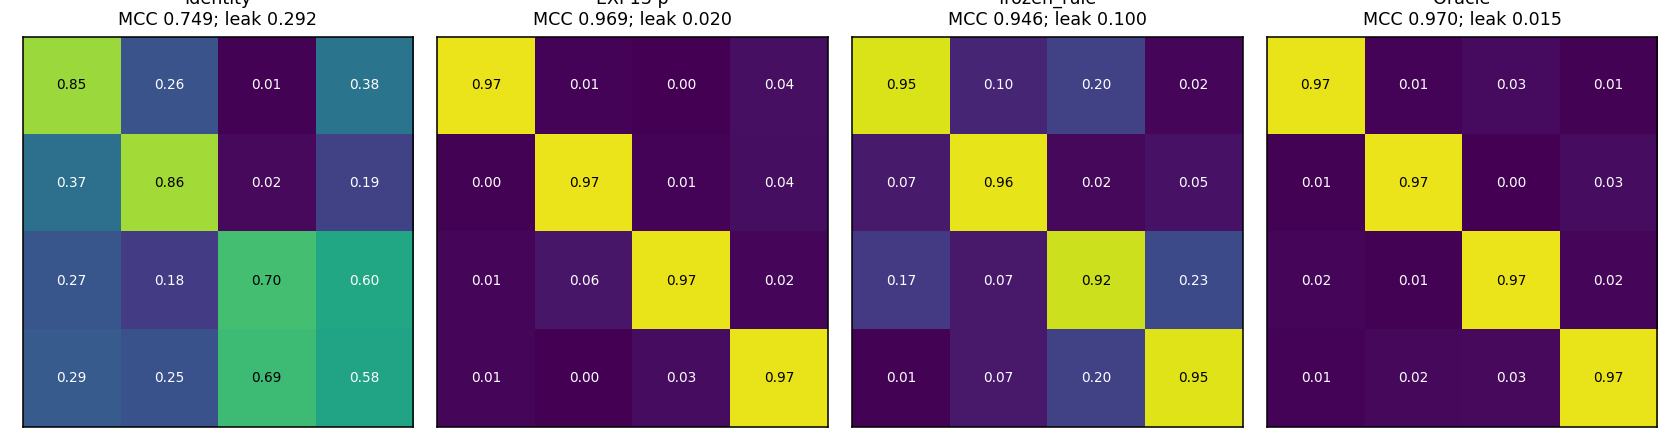 Identity
MCC 0.749; leak 0.292
MCC 0.969; leak 0.020
frozen_rule
MCC 0.946; leak 0.100
Oracle
MCC 0.970; leak 0.015
0.85 0.26 0.01 0.38
0.37 0.86 0.02 0.19
0.27 0.18 0.70 0.60
0.29 0.25 0.69 0.58
0.97 0.01 0.00 0.04
0.00 0.97 0.01 0.04
0.01 0.06 0.97 0.02
0.01 0.00 0.03 0.97
0.95 0.10 0.20 0.02
0.07 0.96 0.02 0.05
0.17 0.07 0.92 0.23
0.01 0.07 0.20 0.95
0.97 0.01 0.03 0.01
0.01 0.97 0.00 0.03
0.02 0.01 0.97 0.02
0.01 0.02 0.03 0.97